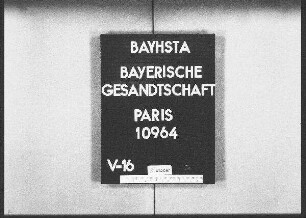 BAYHSTA
BAYERISCHE
GESANDTSCHAFT
PARIS
10964
V-16